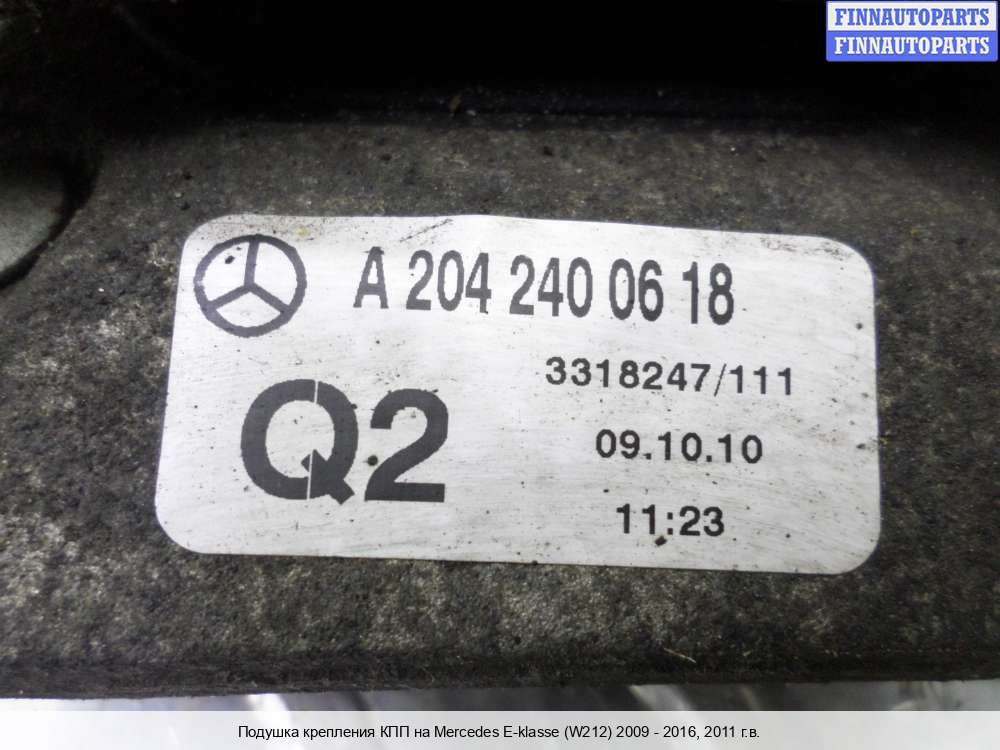 FINNAUTOPARTS
FINNAUTOPARTS
A 204 240 06 18
3318247/111
Q2
09.10.10
11:23
Подушка крепления КПП на Mercedes E-klasse (W212) 2009 - 2016, 2011 г.в.